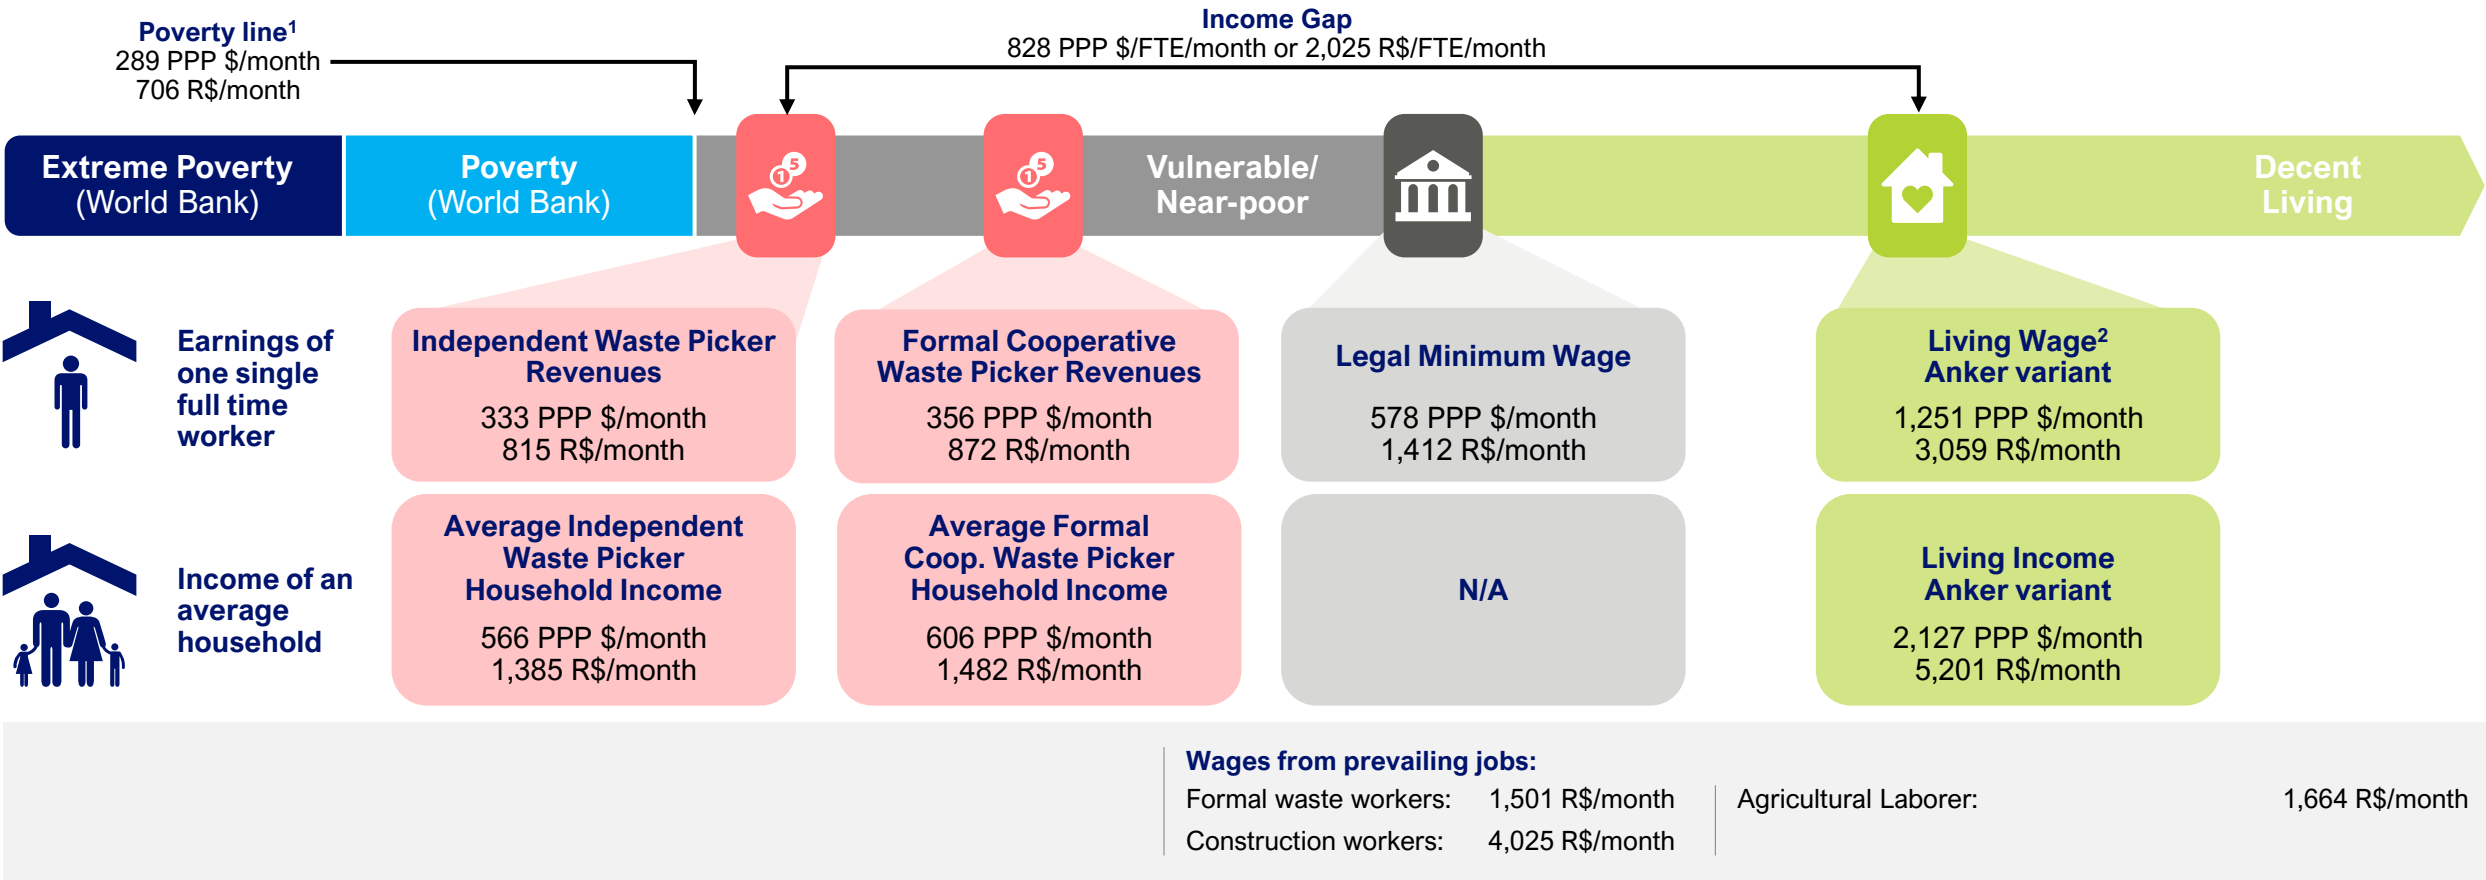 Poverty line¹
289 PPP $/month
706 R$/month
Income Gap
828 PPP $/FTE/month or 2,025 R$/FTE/month
Extreme Poverty
(World Bank)
Poverty
(World Bank)
1 5
1 5
Vulnerable/
Near-poor
Decent
Living
Earnings of
one single
full time
worker
Independent Waste Picker
Revenues
333 PPP $/month
815 R$/month
Formal Cooperative
Waste Picker Revenues
356 PPP $/month
872 R$/month
Legal Minimum Wage
578 PPP $/month
1,412 R$/month
Living Wage²
Anker variant
1,251 PPP $/month
3,059 R$/month
Income of an
average
household
Average Independent
Waste Picker
Household Income
566 PPP $/month
1,385 R$/month
Average Formal
Coop. Waste Picker
Household Income
606 PPP $/month
1,482 R$/month
N/A
Living Income
Anker variant
2,127 PPP $/month
5,201 R$/month
Wages from prevailing jobs:
Formal waste workers: 1,501 R$/month
Construction workers: 4,025 R$/month
Agricultural Laborer: 1,664 R$/month